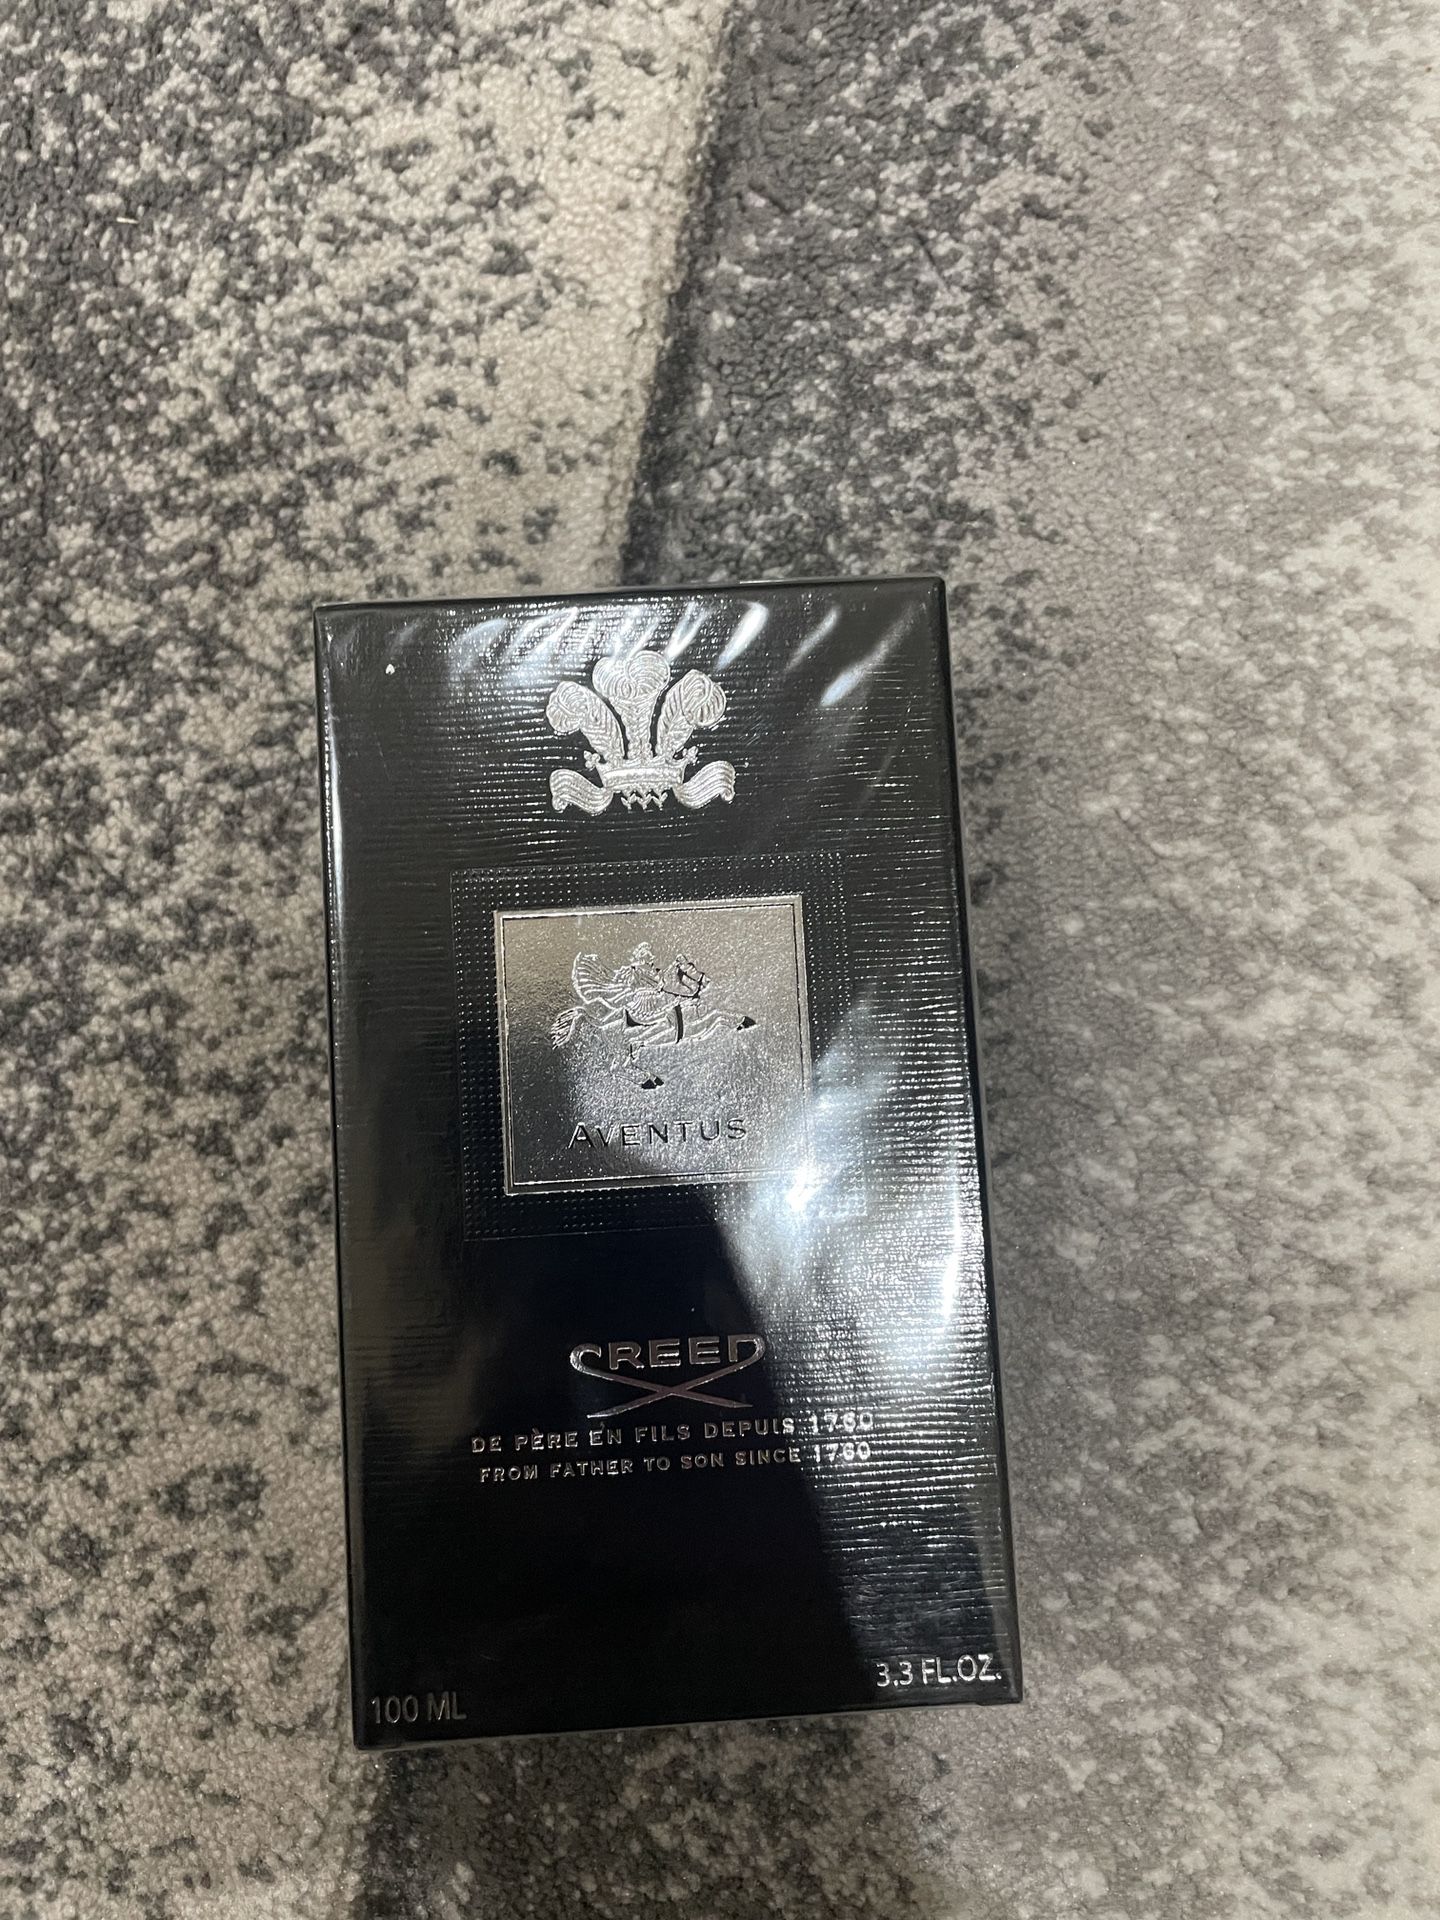 AVENTUS
CREED
DE PÈRE EN FILS DEPUIS 1760
FROM FATHER TO SON SINCE 1760
100 ML
3.3 FL.OZ.